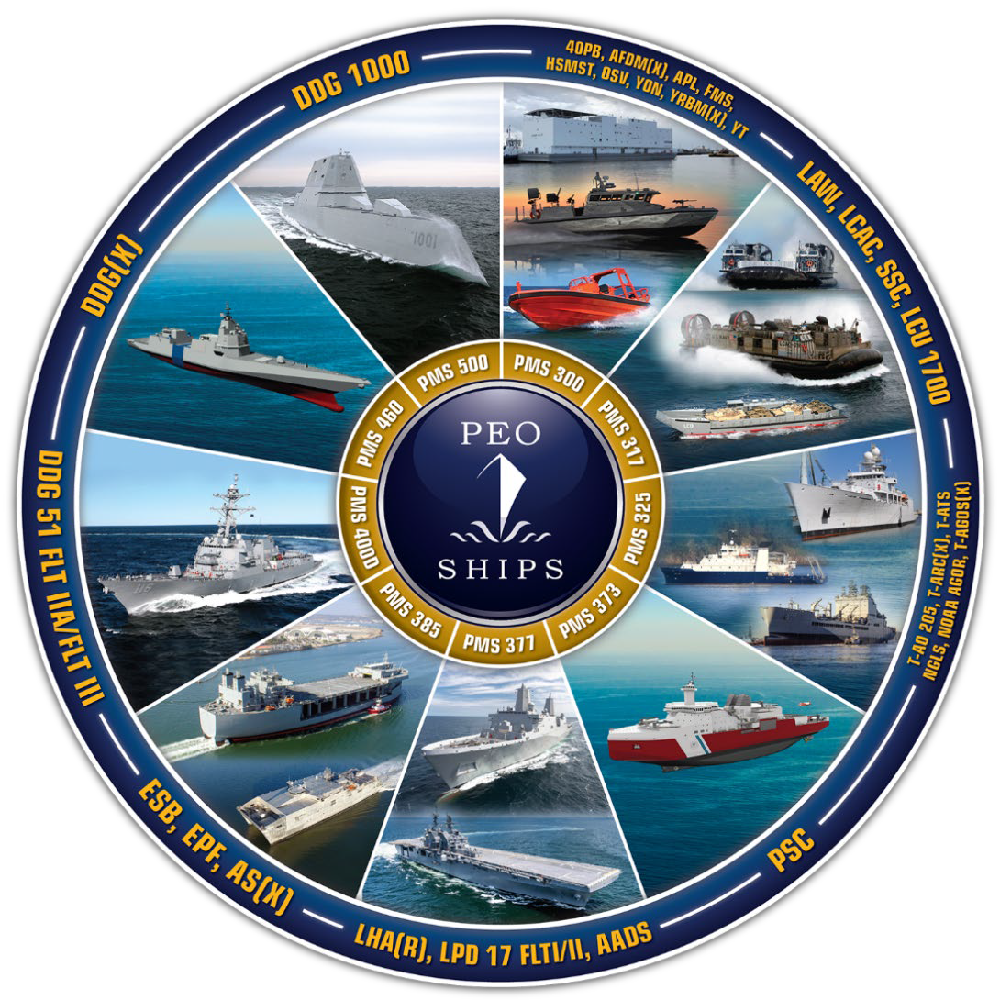 PEO
SHIPS
PMS 300
PMS 317
PMS 325
PMS 373
PMS 377
PMS 385
PMS 4000
PMS 460
PMS 500
40PB, AFDM(X), APL, FMS,
HSMST, OSV, YON, YRBM(X), YT
LAW, LCAC, SSC, LCU 1700
T-AO 205, T-ARC(X), T-ATS
NGLS, NOAA AGOR, T-AGOS(X)
PSC
LHA(R), LPD 17 FLTI/II, AADS
ESB, EPF, AS(X)
DDG 51 FLT IIA/FLT III
DDG(X)
DDG 1000
1001